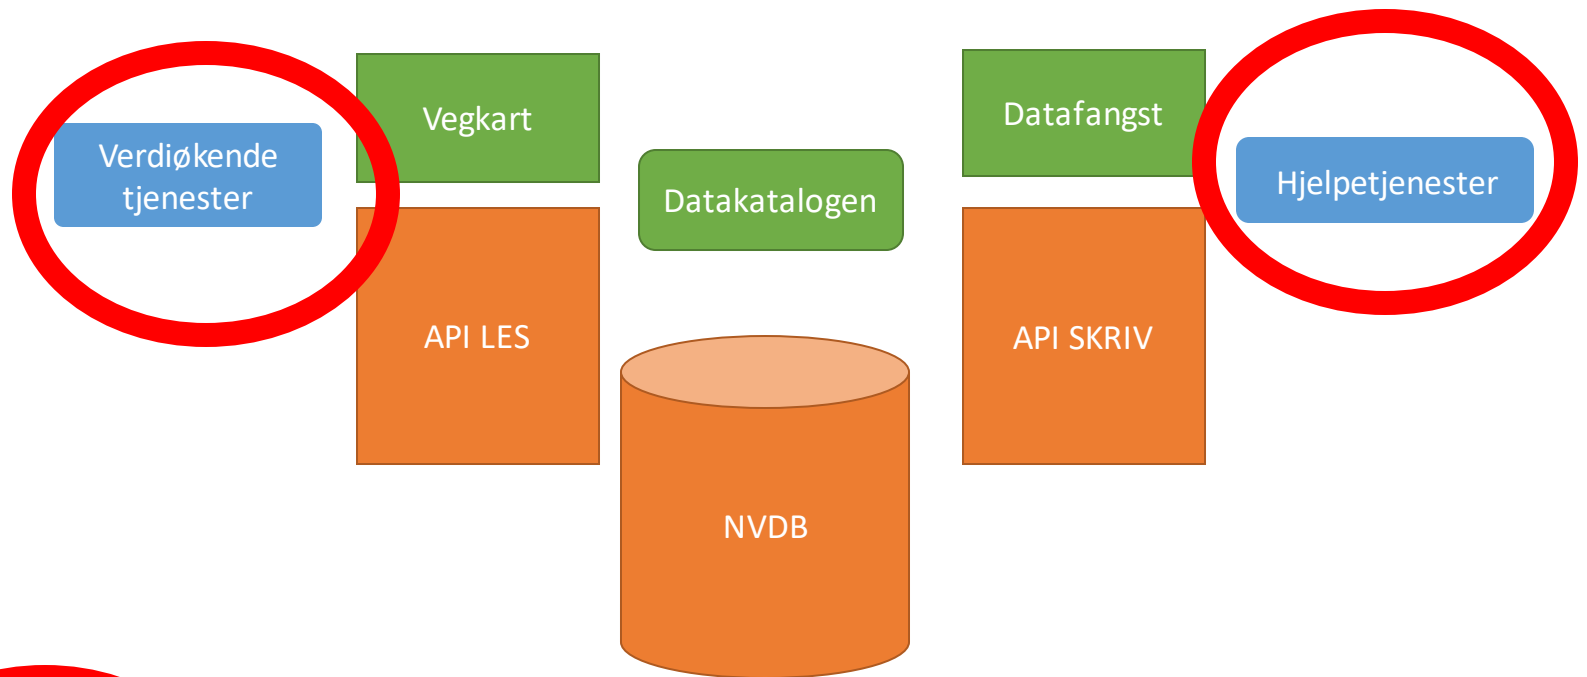 Verdiøkende
tjenester
Vegkart
Datakatalogen
Datafangst
Hjelpetjenester
API LES
API SKRIV
NVDB